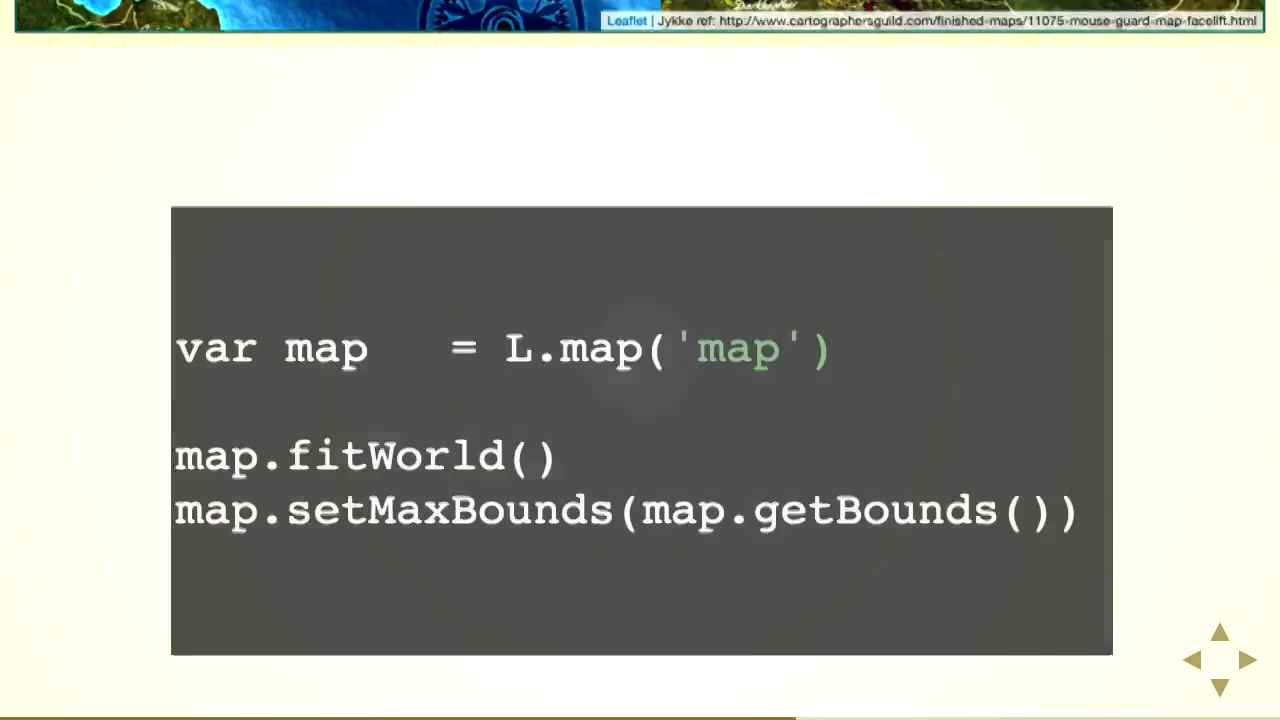 Leaflet | Jykke ref: http://www.cartographersguild.com/finished-maps/11075-mouse-guard-map-facelift.html
var map   = L.map('map')
map.fitWorld()
map.setMaxBounds(map.getBounds())